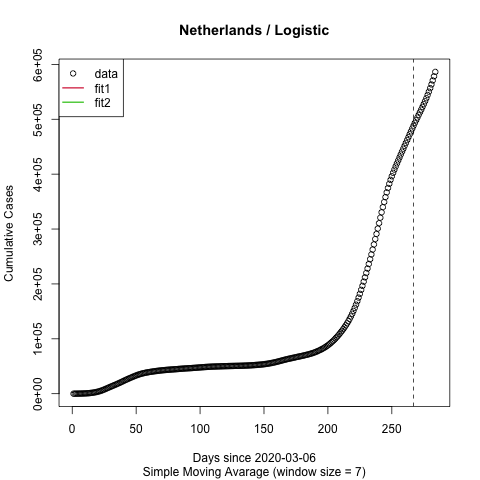 Netherlands / Logistic
data
fit1
fit2
Cumulative Cases
6e+05
5e+05
4e+05
3e+05
2e+05
1e+05
0e+00
0 50 100 150 200 250
Days since 2020-03-06
Simple Moving Avarage (window size = 7)